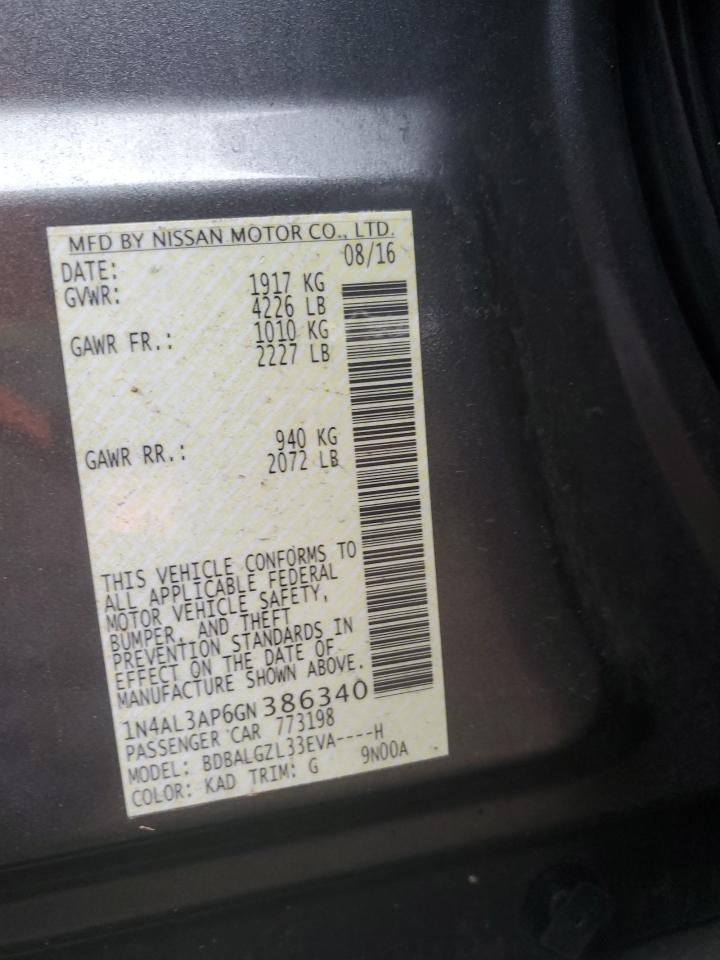 MFD BY NISSAN MOTOR CO., LTD.
DATE: 08/16
GVWR: 1917 KG
4226 LB
GAWR FR.: 1010 KG
2227 LB
GAWR RR.: 940 KG
2072 LB
THIS VEHICLE CONFORMS TO
ALL APPLICABLE FEDERAL
MOTOR VEHICLE SAFETY,
BUMPER, AND THEFT
PREVENTION STANDARDS IN
EFFECT ON THE DATE OF
MANUFACTURE SHOWN ABOVE.
1N4AL3AP6GN386340
PASSENGER CAR 773198
MODEL: BDBALGZL33EVA----H
COLOR: KAD TRIM: G 9N00A